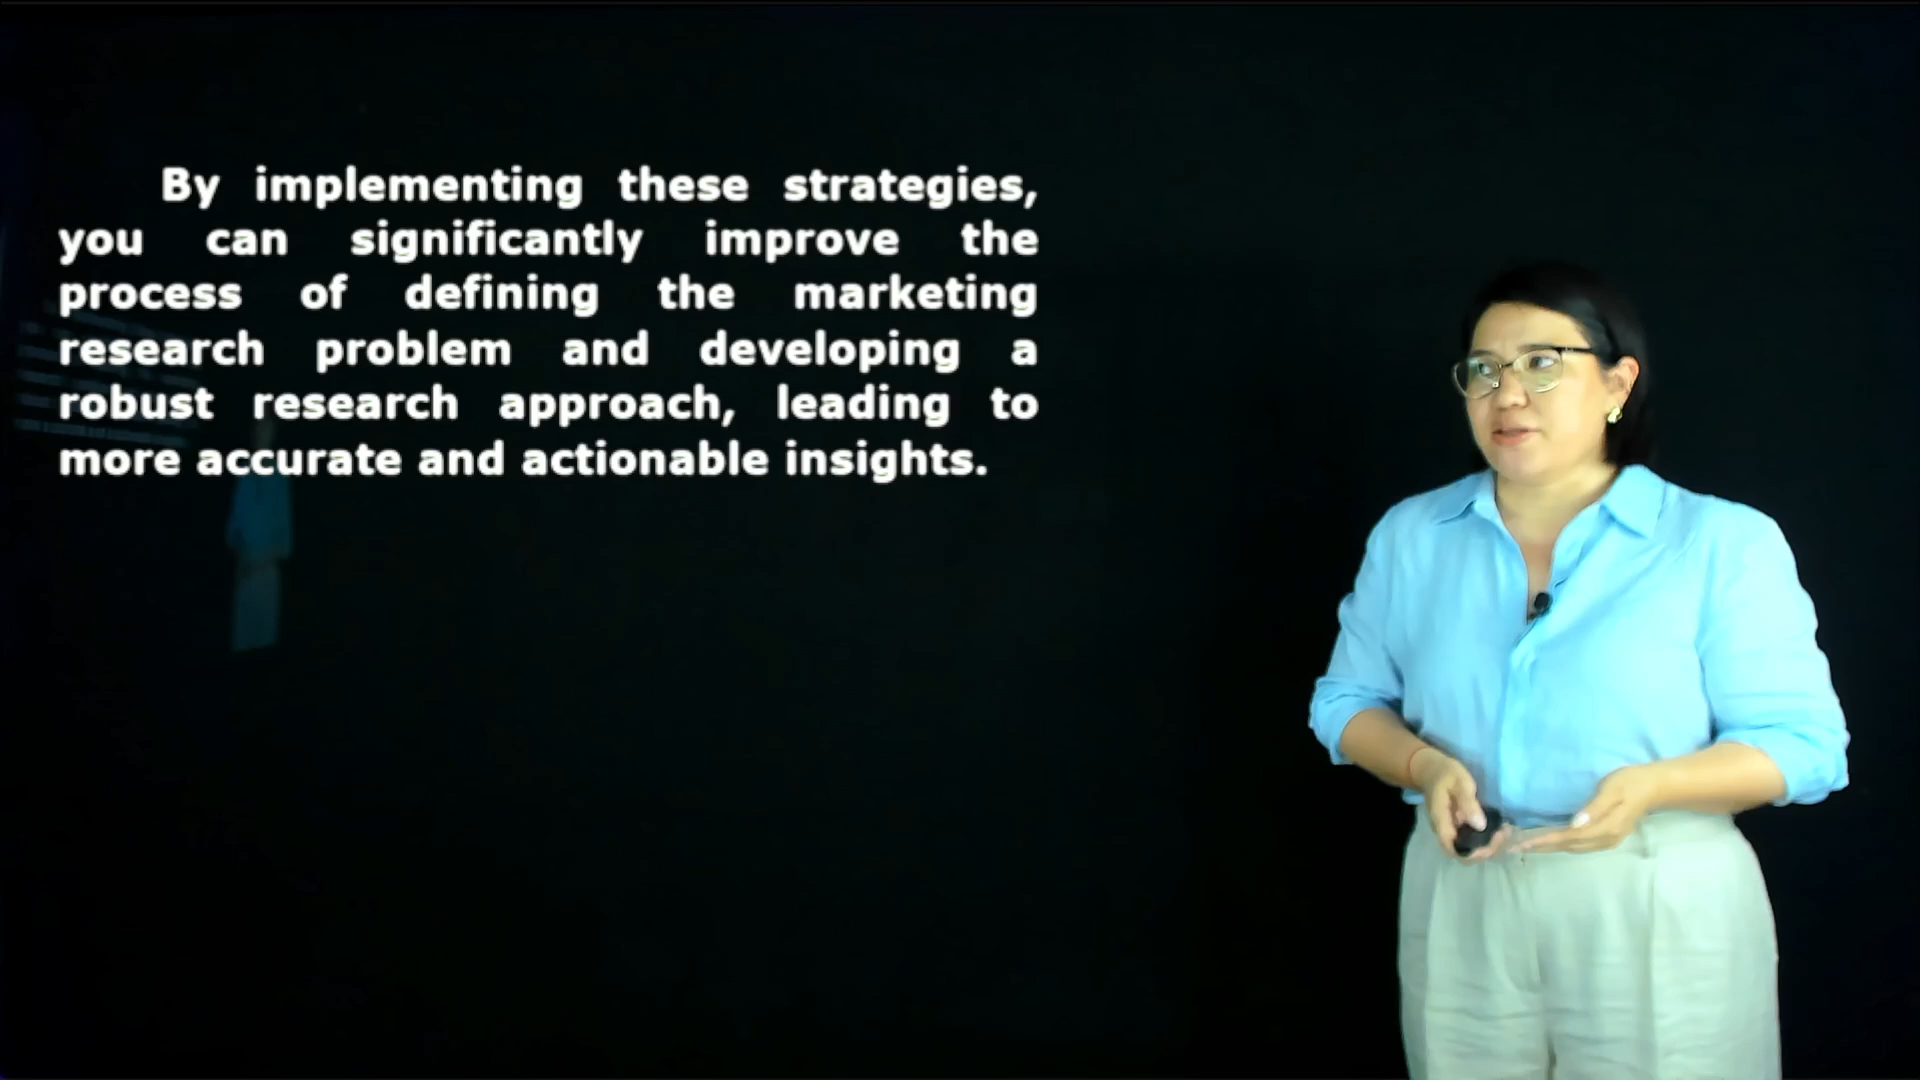 By implementing these strategies,
you can significantly improve the
process of defining the marketing
research problem and developing a
robust research approach, leading to
more accurate and actionable insights.